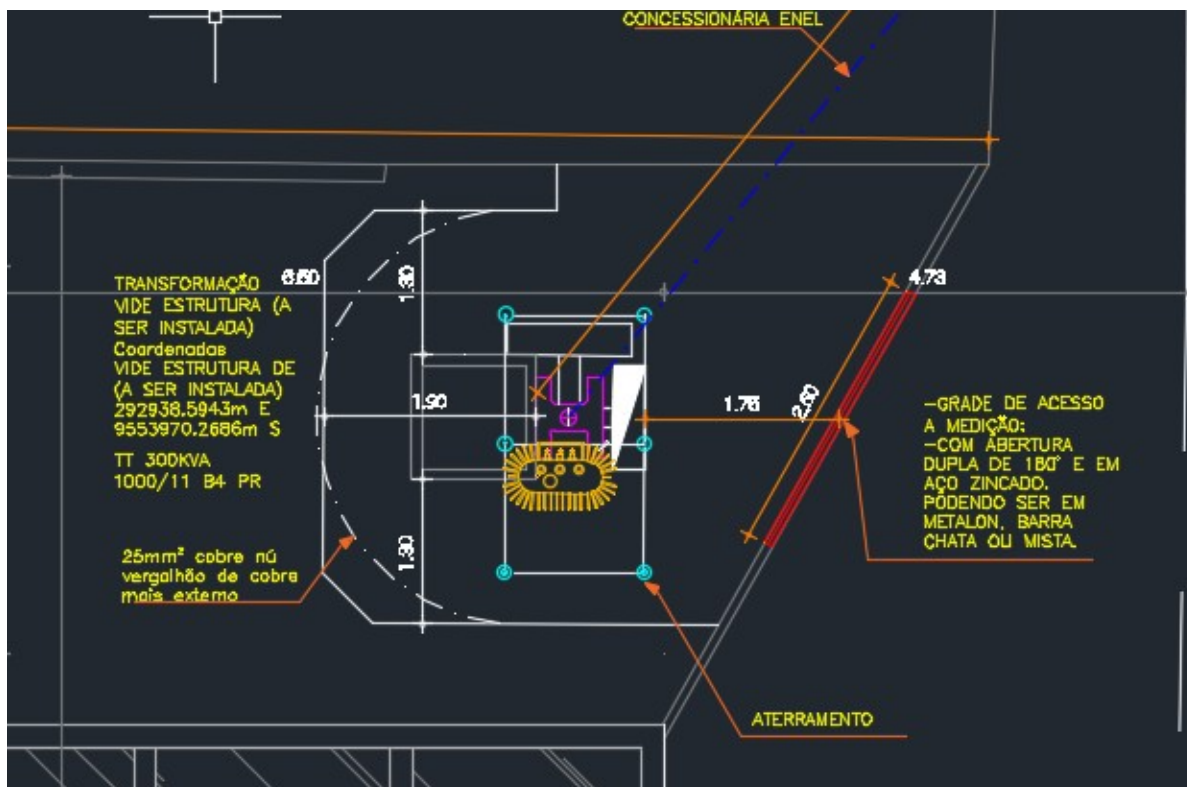 CONCESSIONÁRIA ENEL
TRANSFORMAÇÃO
VIDE ESTRUTURA (A
SER INSTALADA)
Coordenadas
VIDE ESTRUTURA DE
(A SER INSTALADA)
292938.5943m E
9553970.2686m S
TT 300KVA
1000/11 B4 PR
25mm² cobre nú
vergalhão de cobre
mais externo
1.30
1.90
1.30
1.76
2.60
4.73
-GRADE DE ACESSO
A MEDIÇÃO;
-COM ABERTURA
DUPLA DE 180° E EM
AÇO ZINCADO.
PODENDO SER EM
METALON, BARRA
CHATA OU MISTA.
ATERRAMENTO